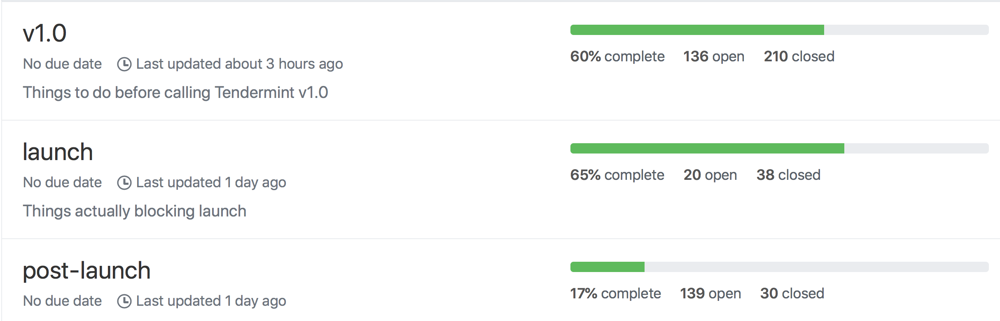 v1.0
No due date Last updated about 3 hours ago
Things to do before calling Tendermint v1.0
60% complete 136 open 210 closed
launch
No due date Last updated 1 day ago
Things actually blocking launch
65% complete 20 open 38 closed
post-launch
No due date Last updated 1 day ago
17% complete 139 open 30 closed